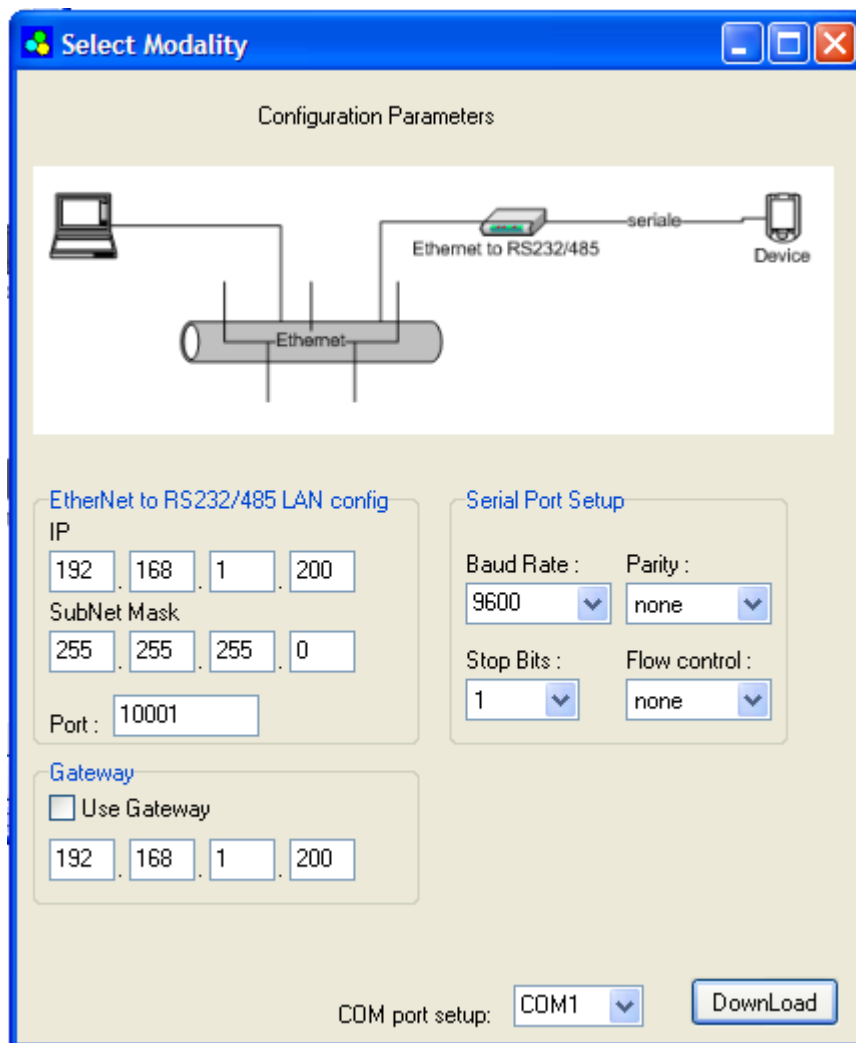 Select Modality
Configuration Parameters
seriale
Ethernet to RS232/485
Device
Ethernet
EtherNet to RS232/485 LAN config
IP
192 . 168 . 1 . 200
SubNet Mask
255 . 255 . 255 . 0
Port : 10001
Serial Port Setup
Baud Rate : Parity :
9600 none
Stop Bits : Flow control :
1 none
Gateway
Use Gateway
192 . 168 . 1 . 200
COM port setup: COM1 DownLoad